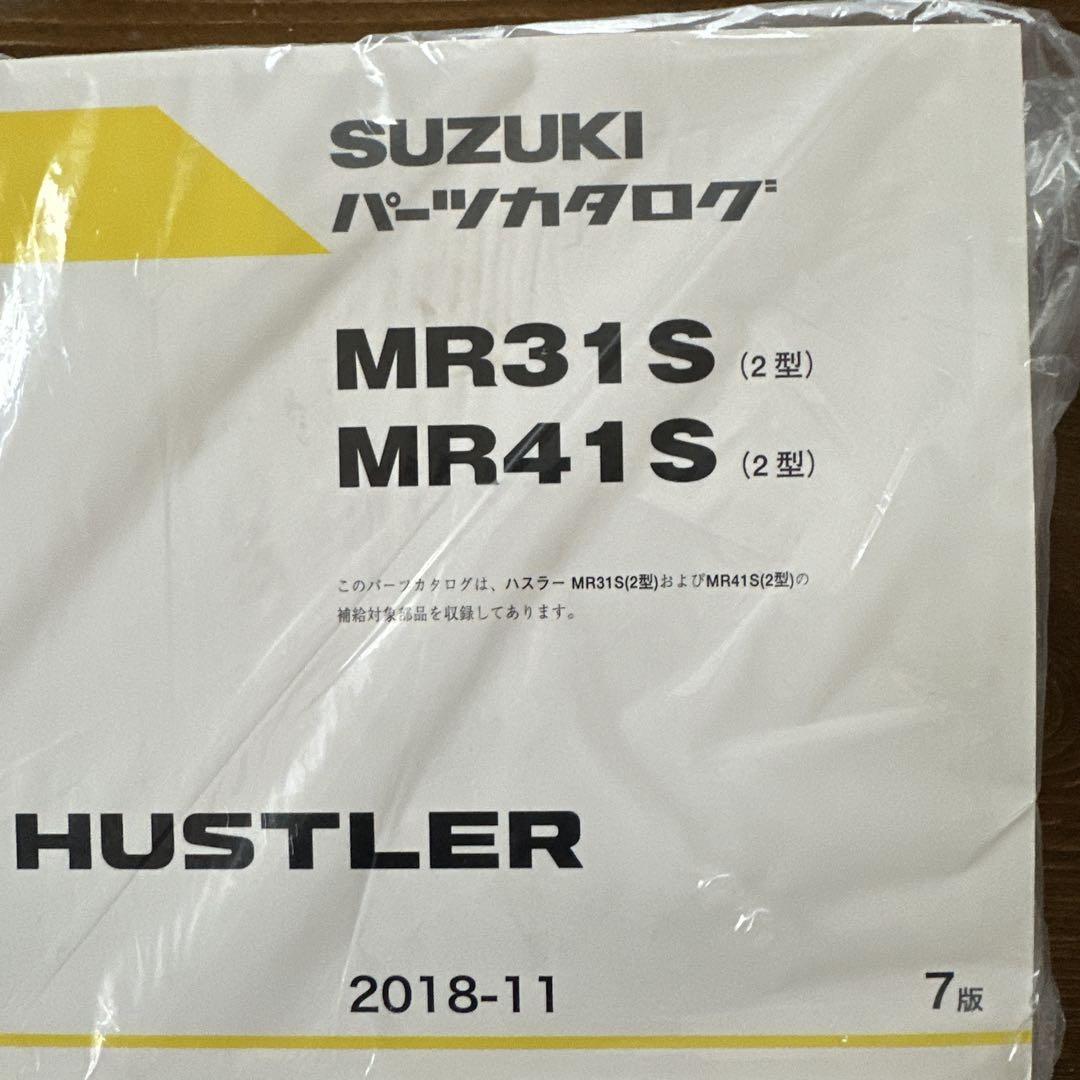 SUZUKI
パーツカタログ
MR31S (2型)
MR41S (2型)
このパーツカタログは、ハスラー MR31S(2型)およびMR41S(2型)の
補給対象部品を収録してあります。
HUSTLER
2018-11
7版